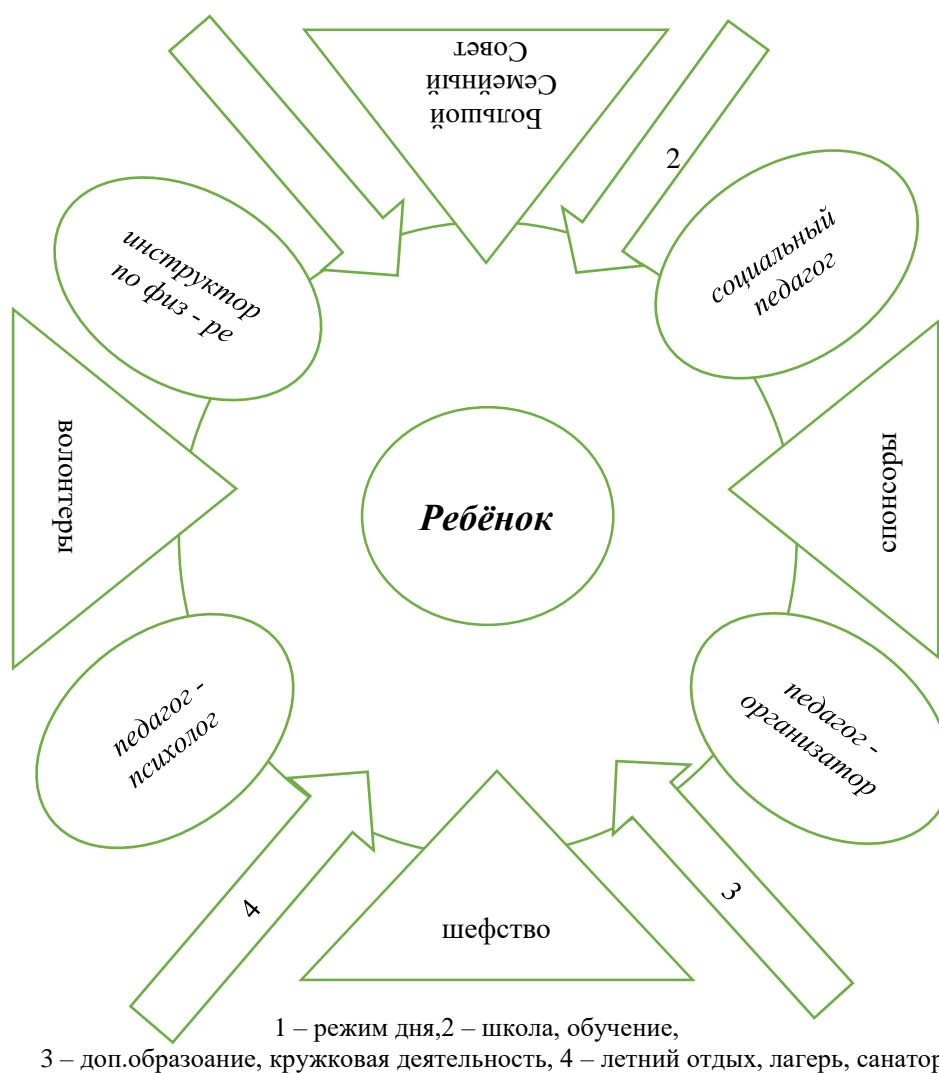 Большой
Семейный
Совет
2
инструктор
по физ - ре
социальный
педагог
волонтеры
Ребёнок
спонсоры
педагог -
психолог
педагог -
организатор
4
3
шефство
1 – режим дня,2 – школа, обучение,
3 – доп.образоание, кружковая деятельность, 4 – летний отдых, лагерь, санатор